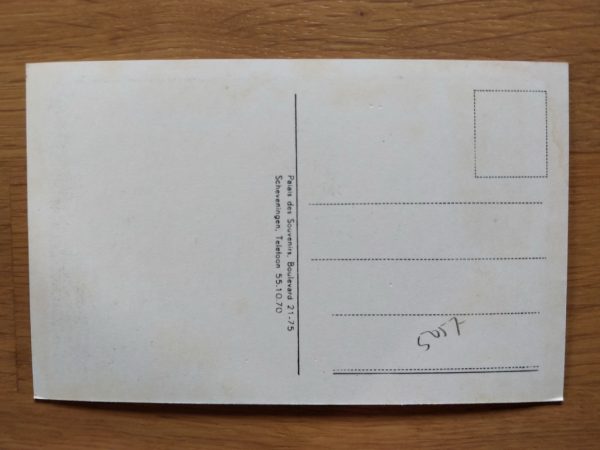 Palais des Souvenirs, Boulevard 21-75
Scheveningen, Telefoon 55.10.70
5057